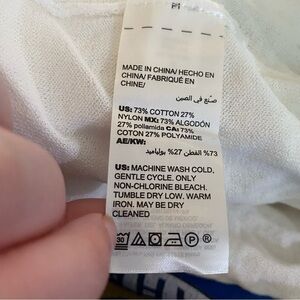 MADE IN CHINA/ HECHO EN
CHINA/ FABRIQUÉ EN
CHINE/
صنع في الصين
US: 73% COTTON 27%
NYLON MX: 73% ALGODÓN
27% poliamida CA: 73%
COTON 27% POLYAMIDE
AE/KW:
73% القطن 27% بولياميد
US: MACHINE WASH COLD,
GENTLE CYCLE. ONLY
NON-CHLORINE BLEACH.
TUMBLE DRY LOW. WARM
IRON. MAY BE DRY
CLEANED
30 P